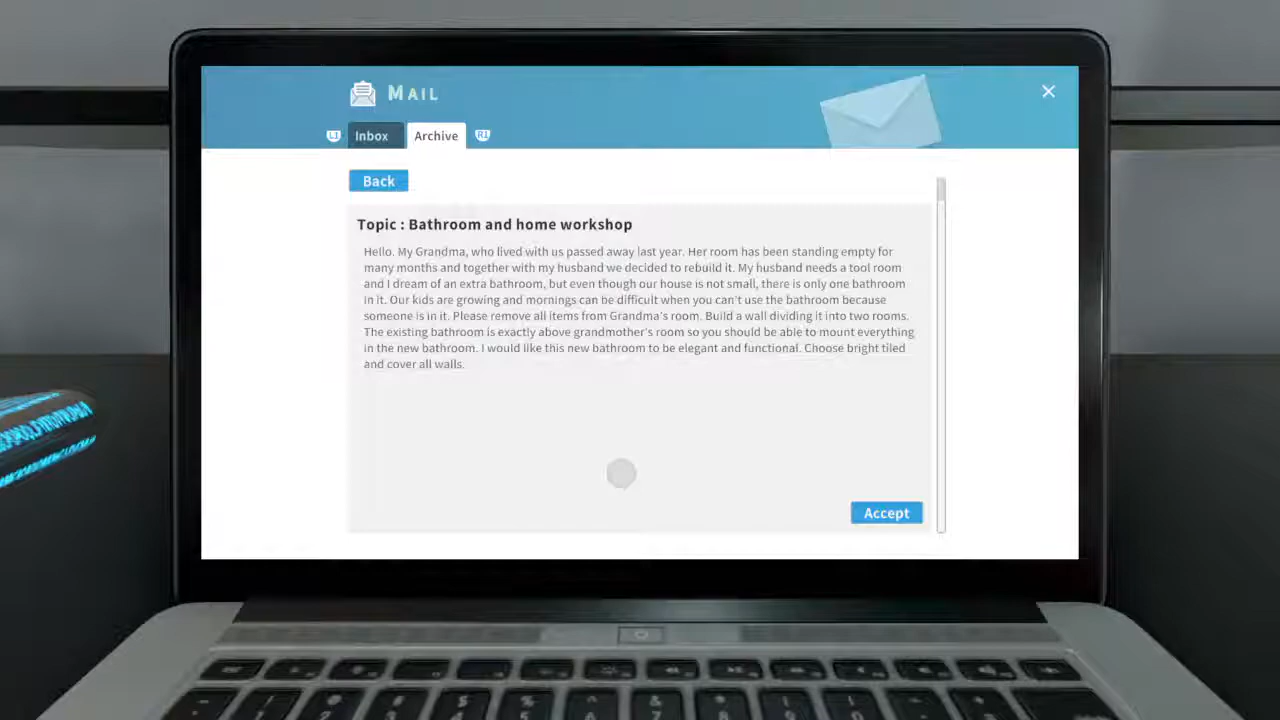 MAIL
L1 Inbox Archive R1
Back
Topic : Bathroom and home workshop
Hello. My Grandma, who lived with us passed away last year. Her room has been standing empty for
many months and together with my husband we decided to rebuild it. My husband needs a tool room
and I dream of an extra bathroom, but even though our house is not small, there is only one bathroom
in it. Our kids are growing and mornings can be difficult when you can't use the bathroom because
someone is in it. Please remove all items from Grandma's room. Build a wall dividing it into two rooms.
The existing bathroom is exactly above grandmother's room so you should be able to mount everything
in the new bathroom. I would like this new bathroom to be elegant and functional. Choose bright tiled
and cover all walls.
Accept